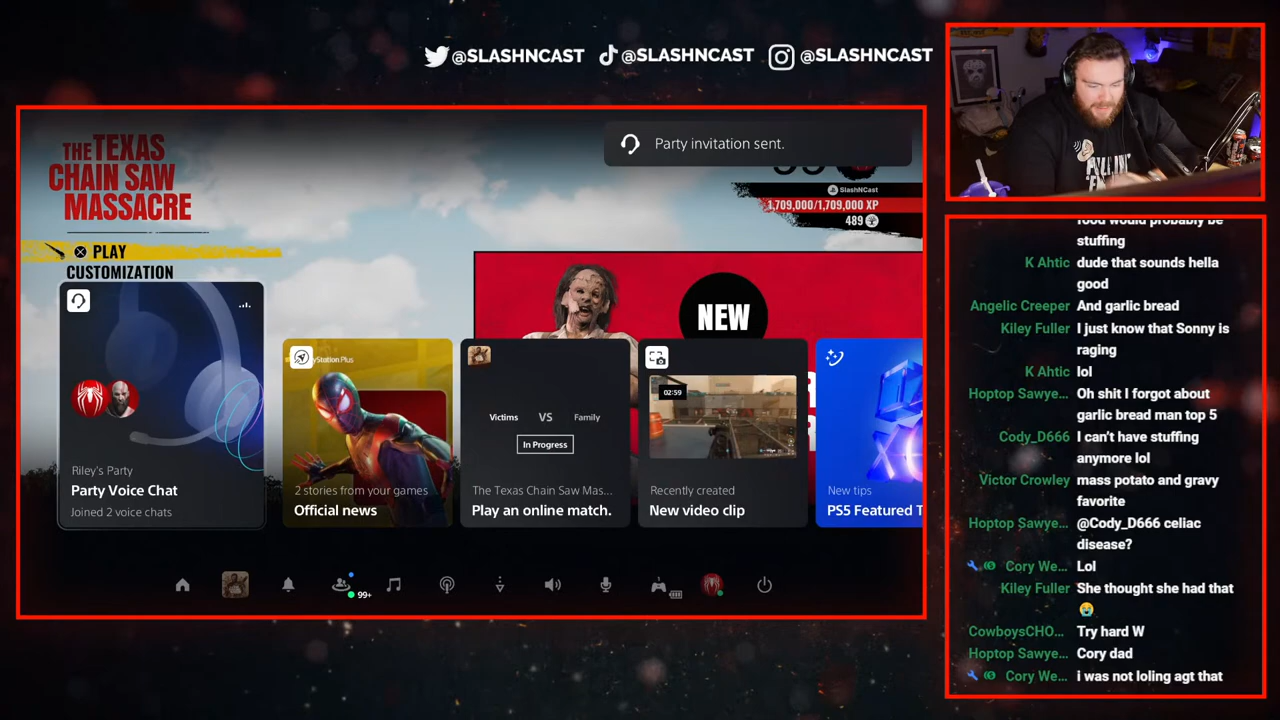 @SLASHNCAST @SLASHNCAST @SLASHNCAST
THE TEXAS
CHAIN SAW
MASSACRE
PLAY
CUSTOMIZATION
Party invitation sent.
SlashNCast
1,709,000/1,709,000 XP
489
NEW
Riley's Party
Party Voice Chat
Joined 2 voice chats
yStation Plus
2 stories from your games
Official news
Victims VS Family
In Progress
The Texas Chain Saw Mas...
Play an online match.
02:59
Recently created
New video clip
New tips
PS5 Featured T
99+
food would probably be
stuffing
K Ahtic dude that sounds hella
good
Angelic Creeper And garlic bread
Kiley Fuller I just know that Sonny is
raging
K Ahtic lol
Hoptop Sawye... Oh shit I forgot about
garlic bread man top 5
Cody_D666 I can't have stuffing
anymore lol
Victor Crowley mass potato and gravy
favorite
Hoptop Sawye... @Cody_D666 celiac
disease?
Cory We... Lol
Kiley Fuller She thought she had that
😭
CowboysCHO... Try hard W
Hoptop Sawye... Cory dad
Cory We... i was not loling agt that